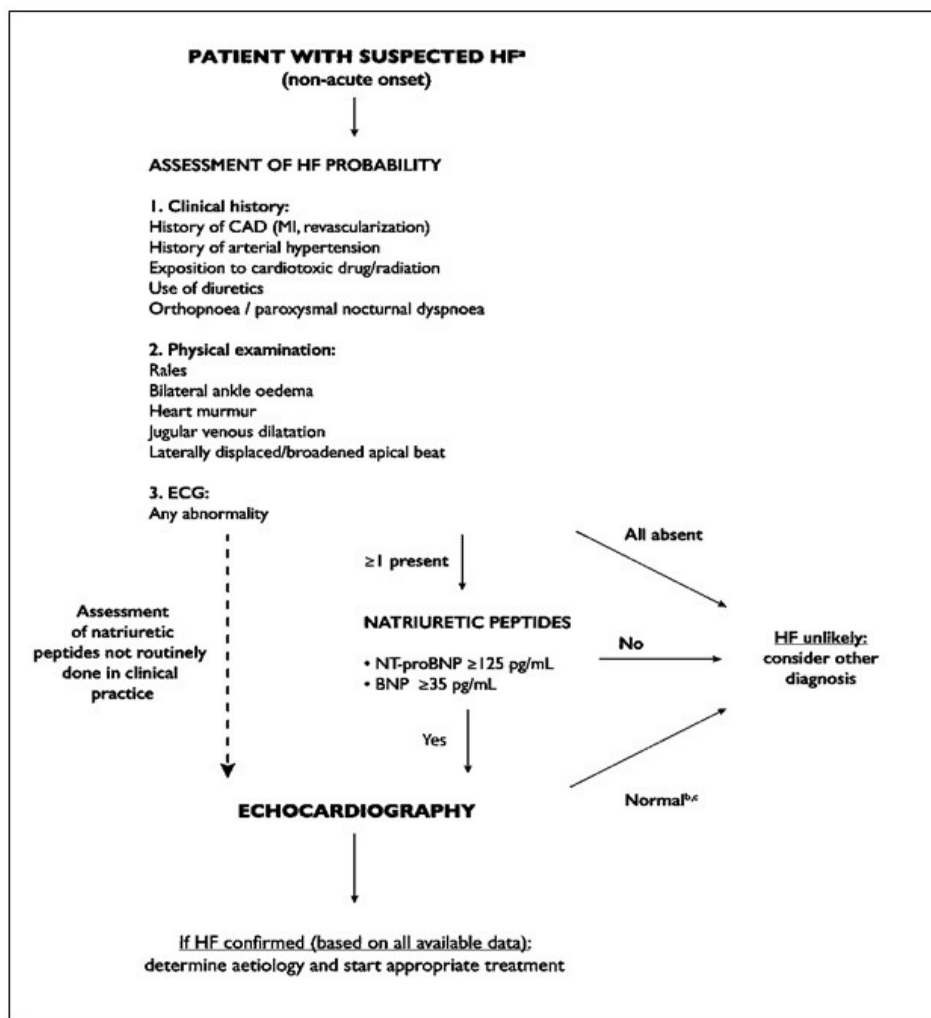 PATIENT WITH SUSPECTED HFᵃ
(non-acute onset)
ASSESSMENT OF HF PROBABILITY
1. Clinical history:
History of CAD (MI, revascularization)
History of arterial hypertension
Exposition to cardiotoxic drug/radiation
Use of diuretics
Orthopnoea / paroxysmal nocturnal dyspnoea
2. Physical examination:
Rales
Bilateral ankle oedema
Heart murmur
Jugular venous dilatation
Laterally displaced/broadened apical beat
3. ECG:
Any abnormality
All absent
≥1 present
Assessment
of natriuretic
peptides not routinely
done in clinical
practice
NATRIURETIC PEPTIDES
• NT-proBNP ≥125 pg/mL
• BNP ≥35 pg/mL
No
HF unlikely:
consider other
diagnosis
Yes
Normalᵇ,ᶜ
ECHOCARDIOGRAPHY
If HF confirmed (based on all available data):
determine aetiology and start appropriate treatment